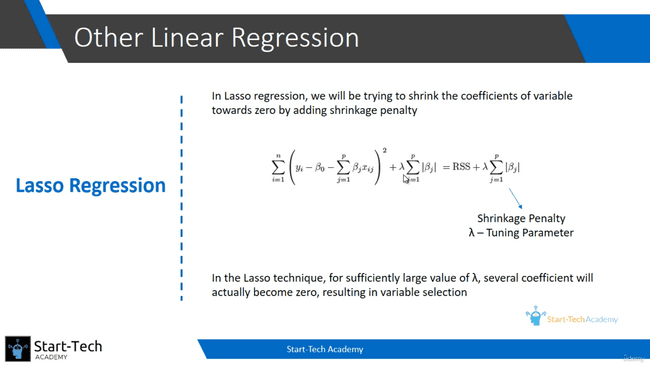 Other Linear Regression
In Lasso regression, we will be trying to shrink the coefficients of variable
towards zero by adding shrinkage penalty
Lasso Regression
\sum_{i=1}^{n} \left( y_i - \beta_0 - \sum_{j=1}^{p} \beta_j x_{ij} \right)^2 + \lambda \sum_{j=1}^{p} |\beta_j| = RSS + \lambda \sum_{j=1}^{p} |\beta_j|
Shrinkage Penalty
λ – Tuning Parameter
In the Lasso technique, for sufficiently large value of λ, several coefficient will
actually become zero, resulting in variable selection
Start-TechAcademy
Start-Tech
ACADEMY
Start-Tech Academy